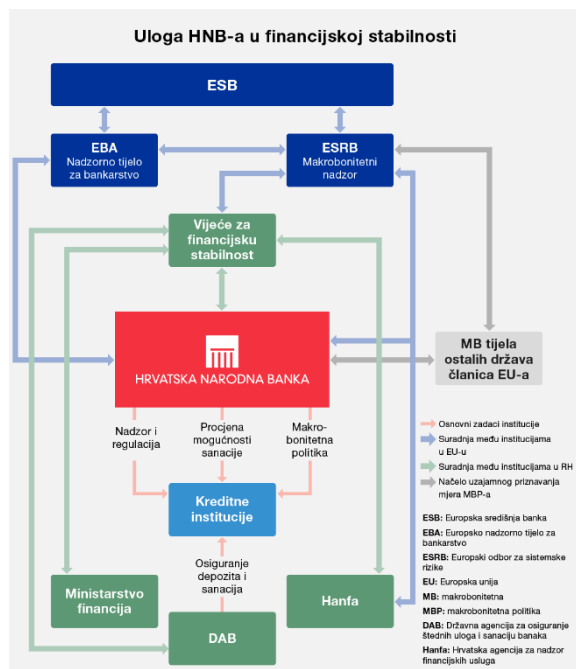 Uloga HNB-a u financijskoj stabilnosti
ESB
EBA
Nadzorno tijelo
za bankarstvo
ESRB
Makrobonitetni
nadzor
Vijeće za
financijsku
stabilnost
HRVATSKA NARODNA BANKA
MB tijela
ostalih država
članica EU-a
Nadzor i
regulacija
Procjena
mogućnosti
sanacije
Makro-
bonitetna
politika
Kreditne
institucije
Osiguranje
depozita i
sanacija
Ministarstvo
financija
DAB
Hanfa
Osnovni zadaci institucije
Suradnja među institucijama
u EU-u
Suradnja među institucijama u RH
Načelo uzajamnog priznavanja
mjera MBP-a
ESB: Europska središnja banka
EBA: Europsko nadzorno tijelo za
bankarstvo
ESRB: Europski odbor za sistemske
rizike
EU: Europska unija
MB: makrobonitetna
MBP: makrobonitetna politika
DAB: Državna agencija za osiguranje
štednih uloga i sanaciju banaka
Hanfa: Hrvatska agencija za nadzor
financijskih usluga